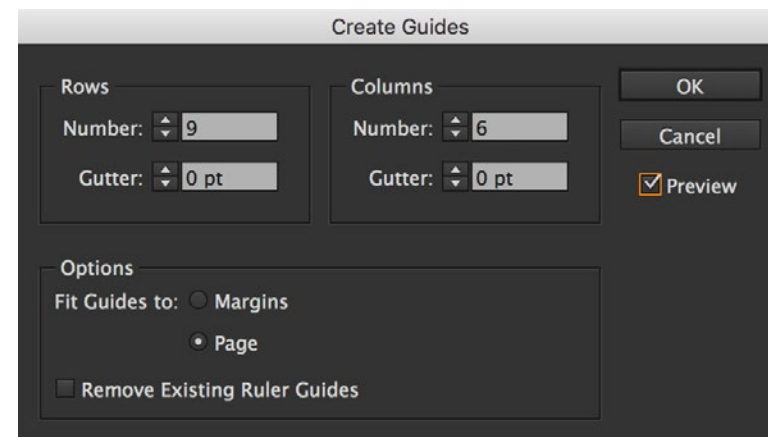 Create Guides
Rows
Number: 9
Gutter: 0 pt
Columns
Number: 6
Gutter: 0 pt
OK
Cancel
Preview
Options
Fit Guides to: Margins
Page
Remove Existing Ruler Guides